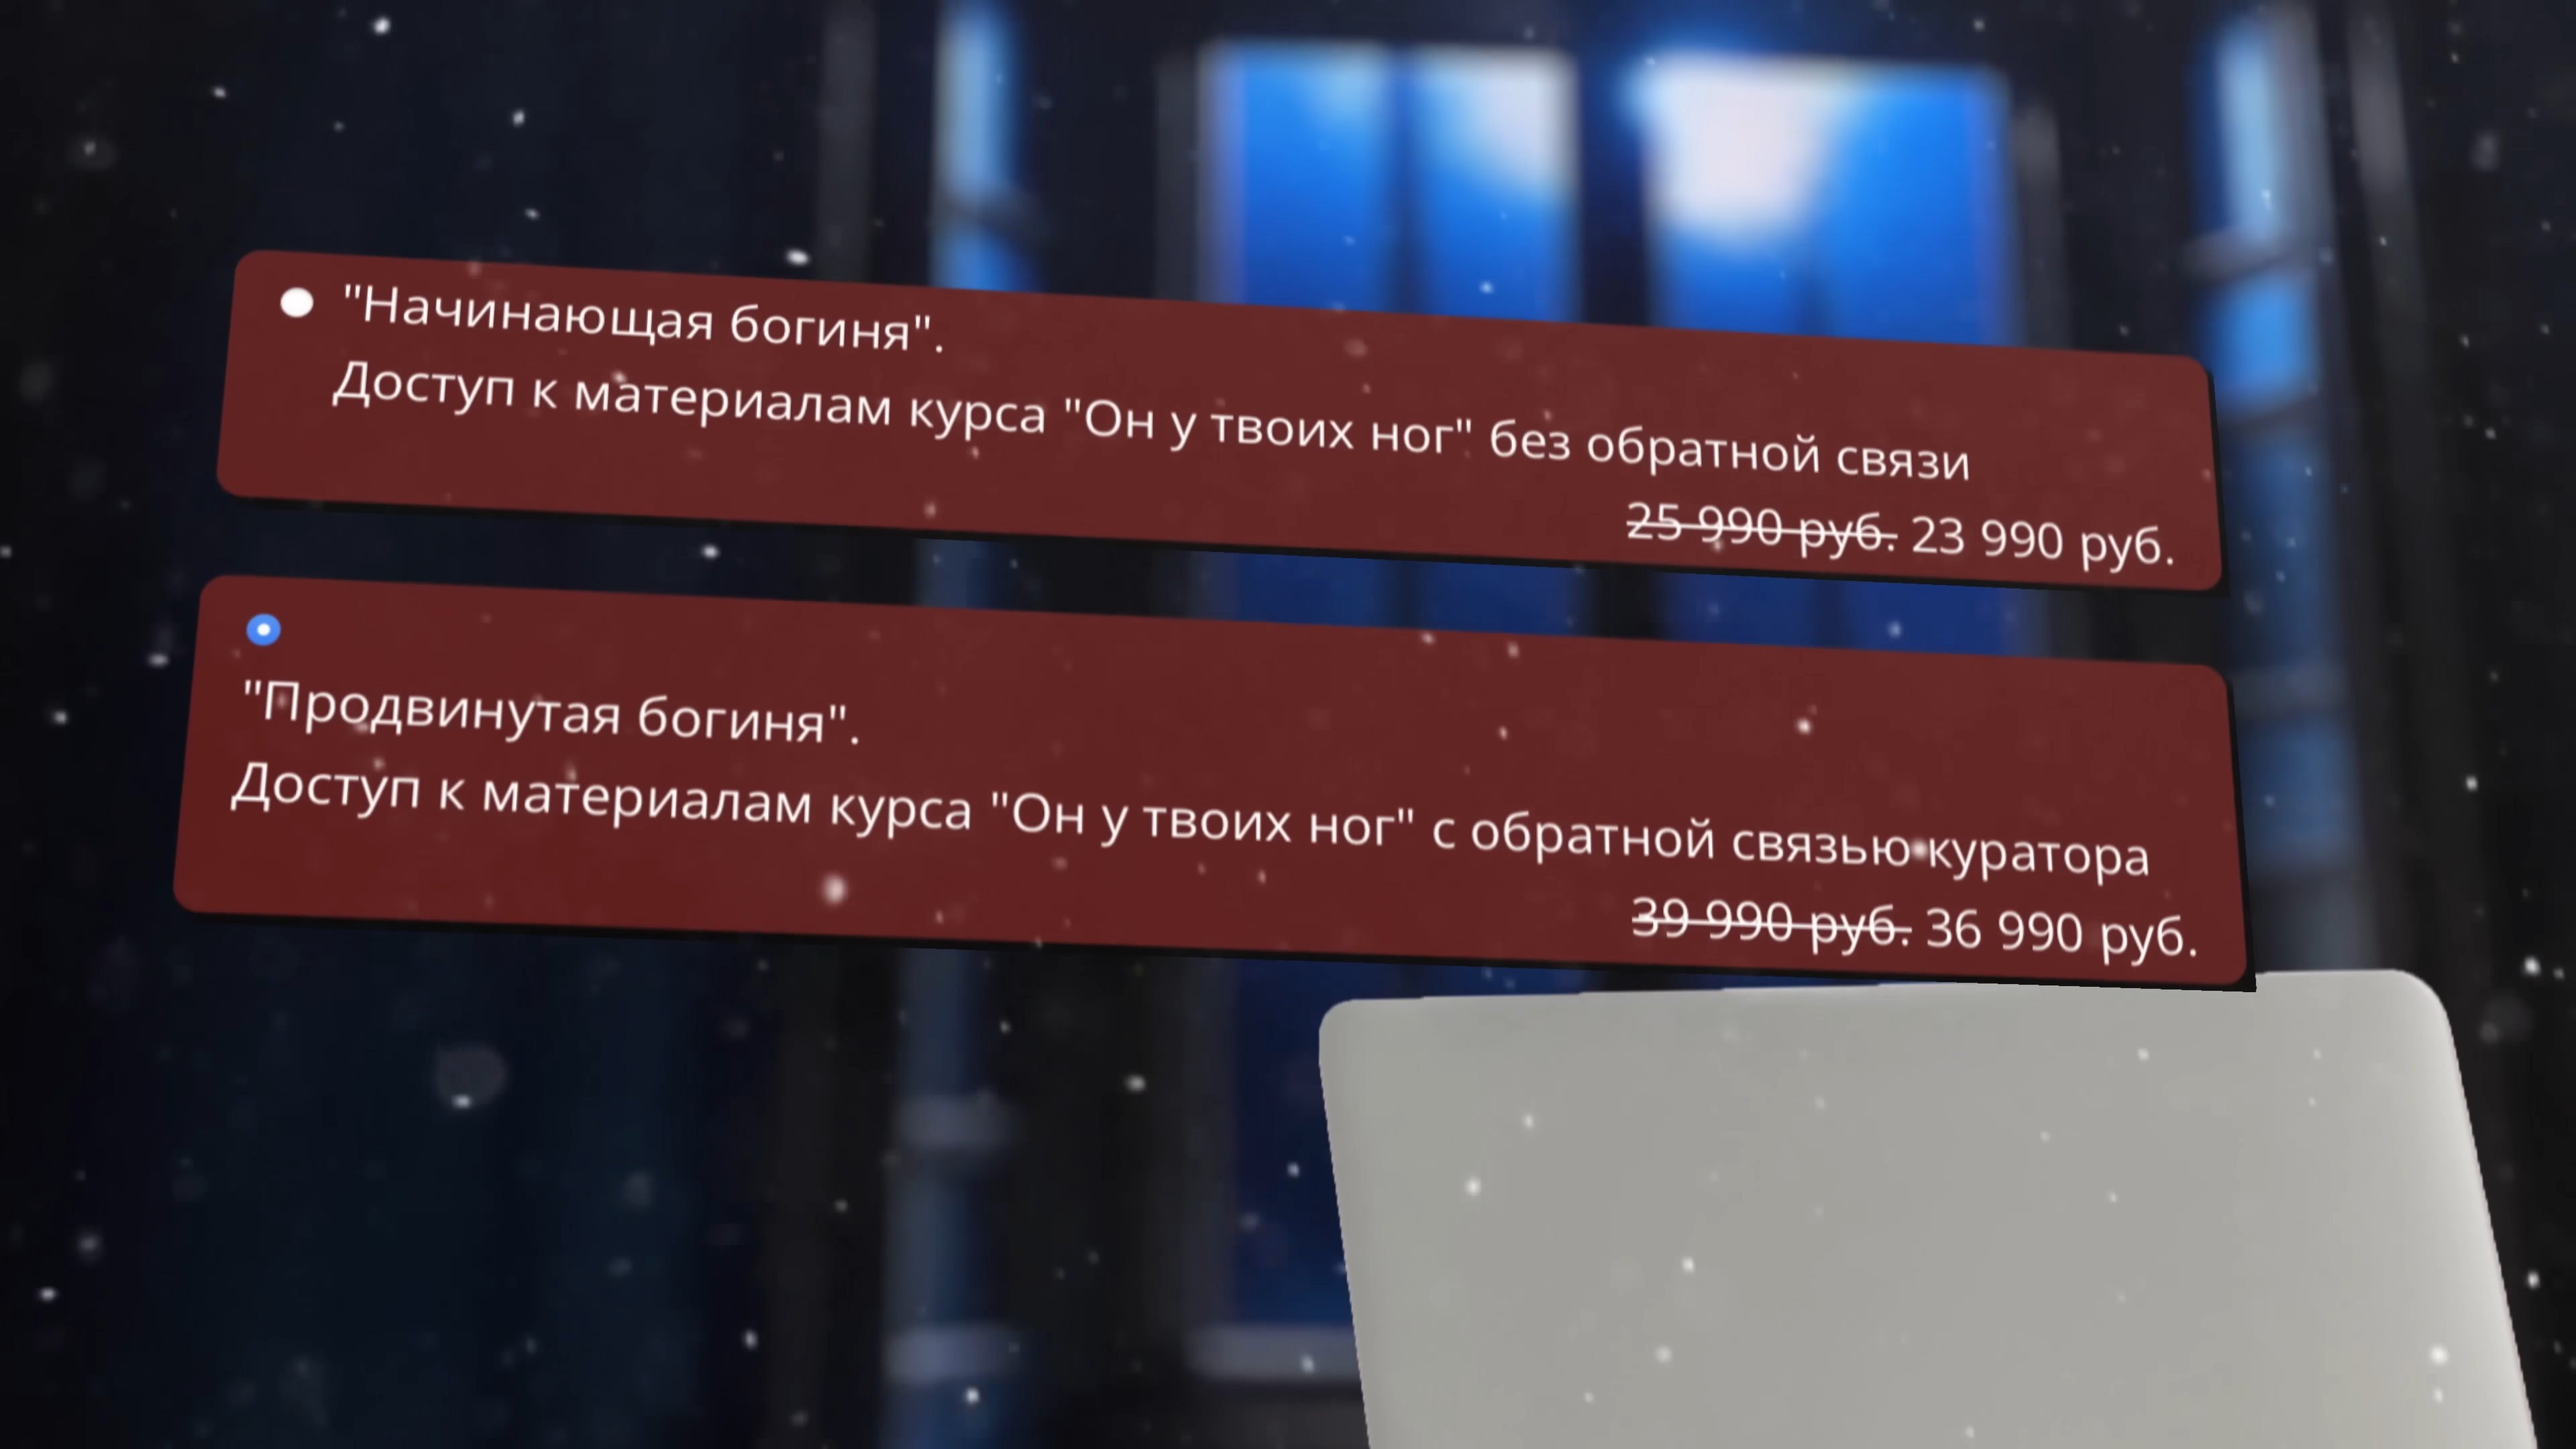 "Начинающая богиня".
Доступ к материалам курса "Он у твоих ног" без обратной связи
25 990 руб. 23 990 руб.
"Продвинутая богиня".
Доступ к материалам курса "Он у твоих ног" с обратной связью куратора
39 990 руб. 36 990 руб.